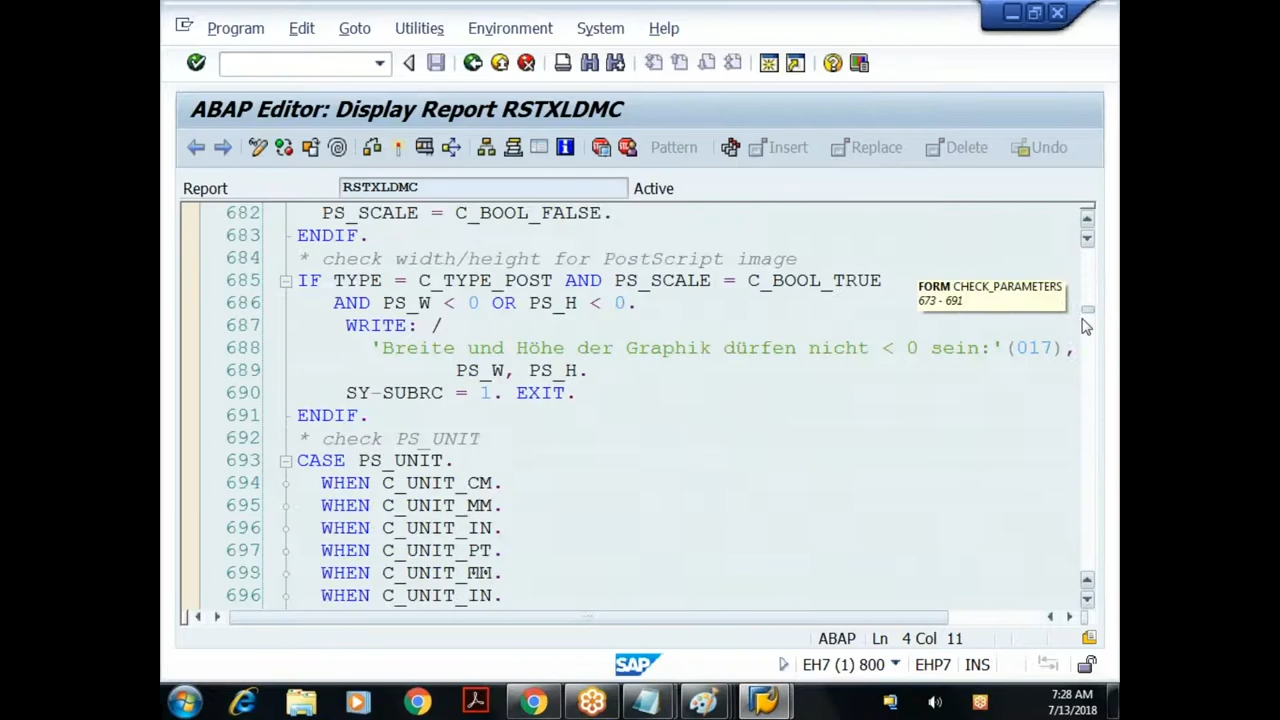 Program Edit Goto Utilities Environment System Help
ABAP Editor: Display Report RSTXLDMC
Pattern Insert Replace Delete Undo
Report RSTXLDMC Active
682 PS_SCALE = C_BOOL_FALSE.
683 ENDIF.
684 * check width/height for PostScript image
685 IF TYPE = C_TYPE_POST AND PS_SCALE = C_BOOL_TRUE
686 AND PS_W < 0 OR PS_H < 0.
687 WRITE: /
688 'Breite und Höhe der Graphik dürfen nicht < 0 sein:'(017),
689 PS_W, PS_H.
690 SY-SUBRC = 1. EXIT.
691 ENDIF.
692 * check PS_UNIT
693 CASE PS_UNIT.
694 WHEN C_UNIT_CM.
695 WHEN C_UNIT_MM.
696 WHEN C_UNIT_IN.
697 WHEN C_UNIT_PT.
WHEN C_UNIT_
696 WHEN C_UNIT_IN.
FORM CHECK_PARAMETERS
673 - 691
ABAP Ln 4 Col 11
SAP EH7 (1) 800 EHP7 INS
7:28 AM
7/13/2018